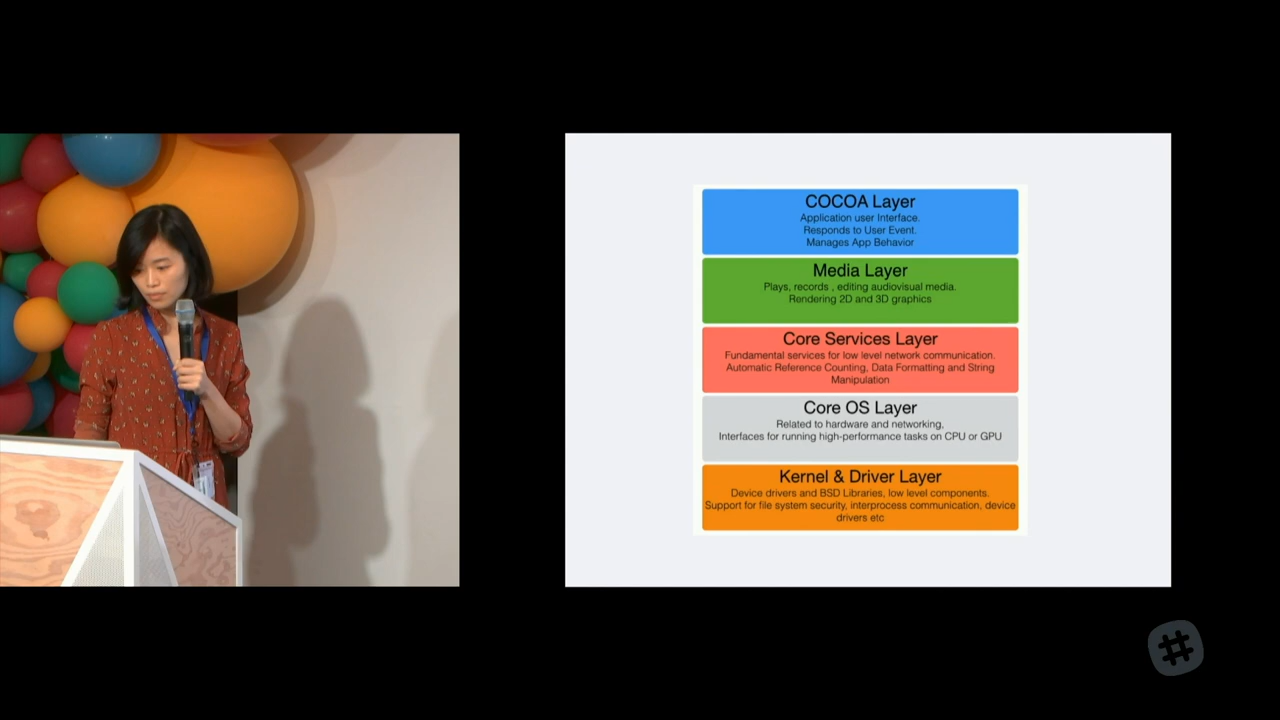 COCOA Layer
Application user Interface.
Responds to User Event.
Manages App Behavior
Media Layer
Plays, records , editing audiovisual media.
Rendering 2D and 3D graphics
Core Services Layer
Fundamental services for low level network communication.
Automatic Reference Counting, Data Formatting and String
Manipulation
Core OS Layer
Related to hardware and networking,
Interfaces for running high-performance tasks on CPU or GPU
Kernel & Driver Layer
Device drivers and BSD Libraries, low level components.
Support for file system security, interprocess communication, device
drivers etc